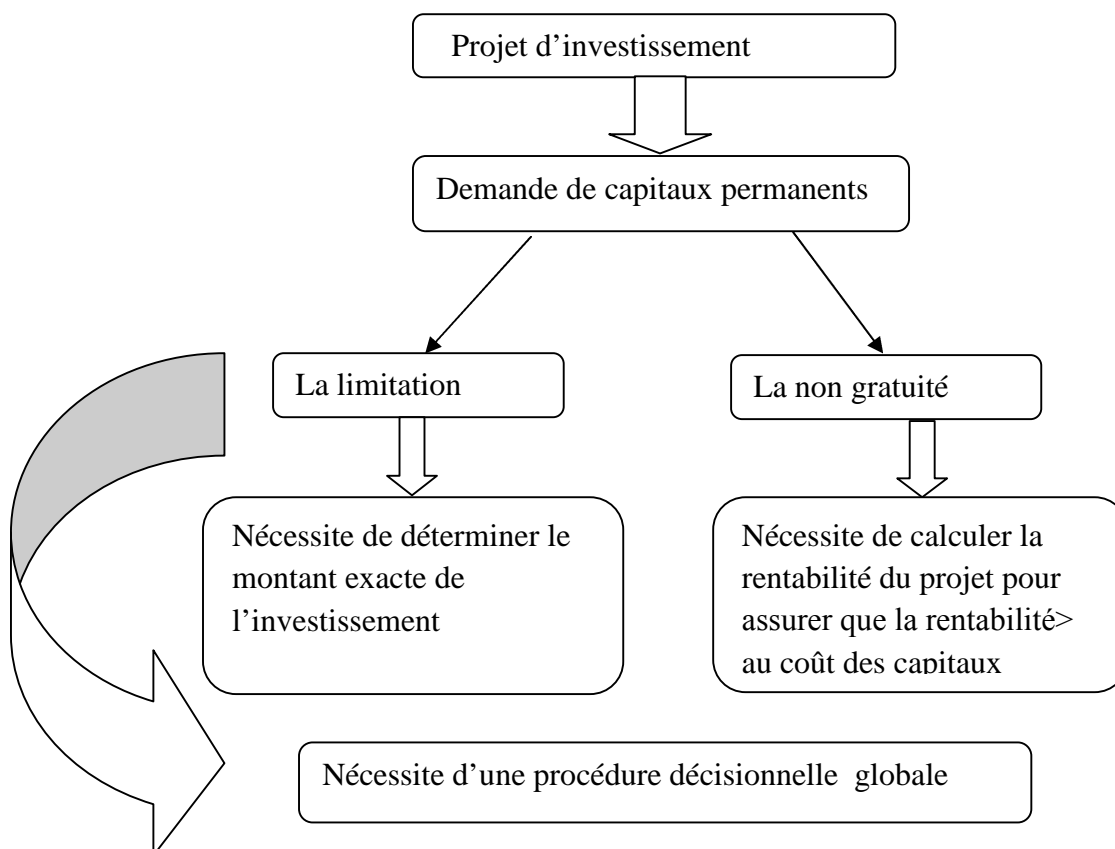 Projet d’investissement
Demande de capitaux permanents
La limitation
La non gratuité
Nécessite de déterminer le
montant exacte de
l’investissement
Nécessite de calculer la
rentabilité du projet pour
assurer que la rentabilité>
au coût des capitaux
Nécessite d’une procédure décisionnelle globale